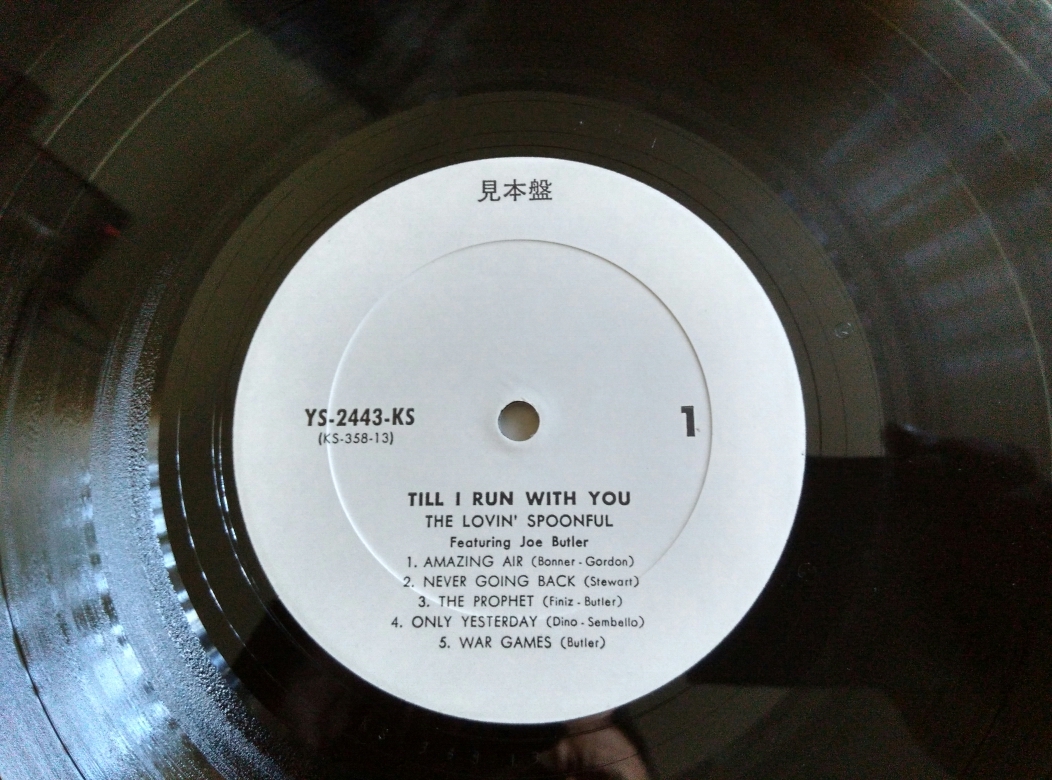 見本盤
YS-2443-KS
(KS-358-13)
1
TILL I RUN WITH YOU
THE LOVIN' SPOONFUL
Featuring Joe Butler
1. AMAZING AIR (Bonner - Gordon)
2. NEVER GOING BACK (Stewart)
3. THE PROPHET (Finiz - Butler)
4. ONLY YESTERDAY (Dino - Sembello)
5. WAR GAMES (Butler)